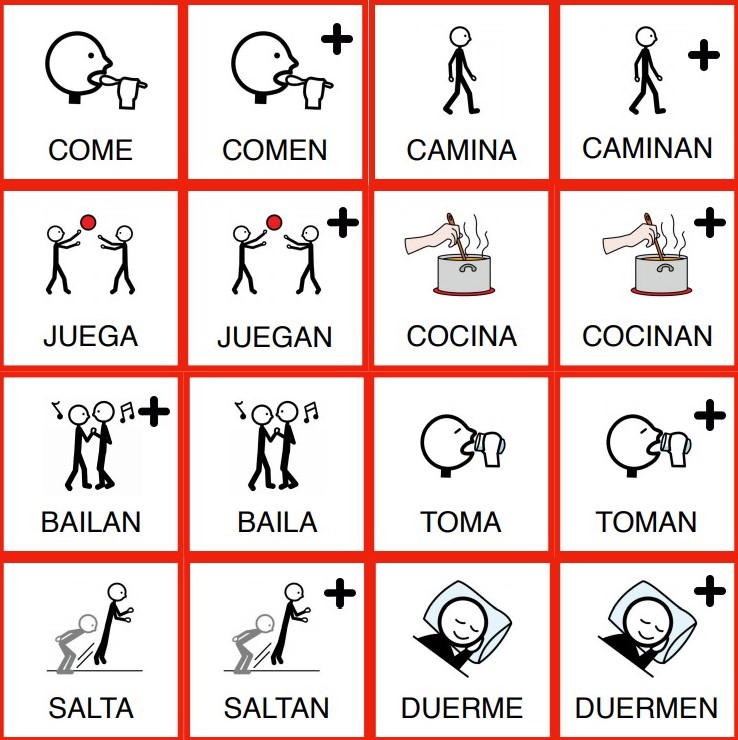 COME
COMEN
CAMINA
CAMINAN
JUEGA
JUEGAN
COCINA
COCINAN
BAILAN
BAILA
TOMA
TOMAN
SALTA
SALTAN
DUERME
DUERMEN